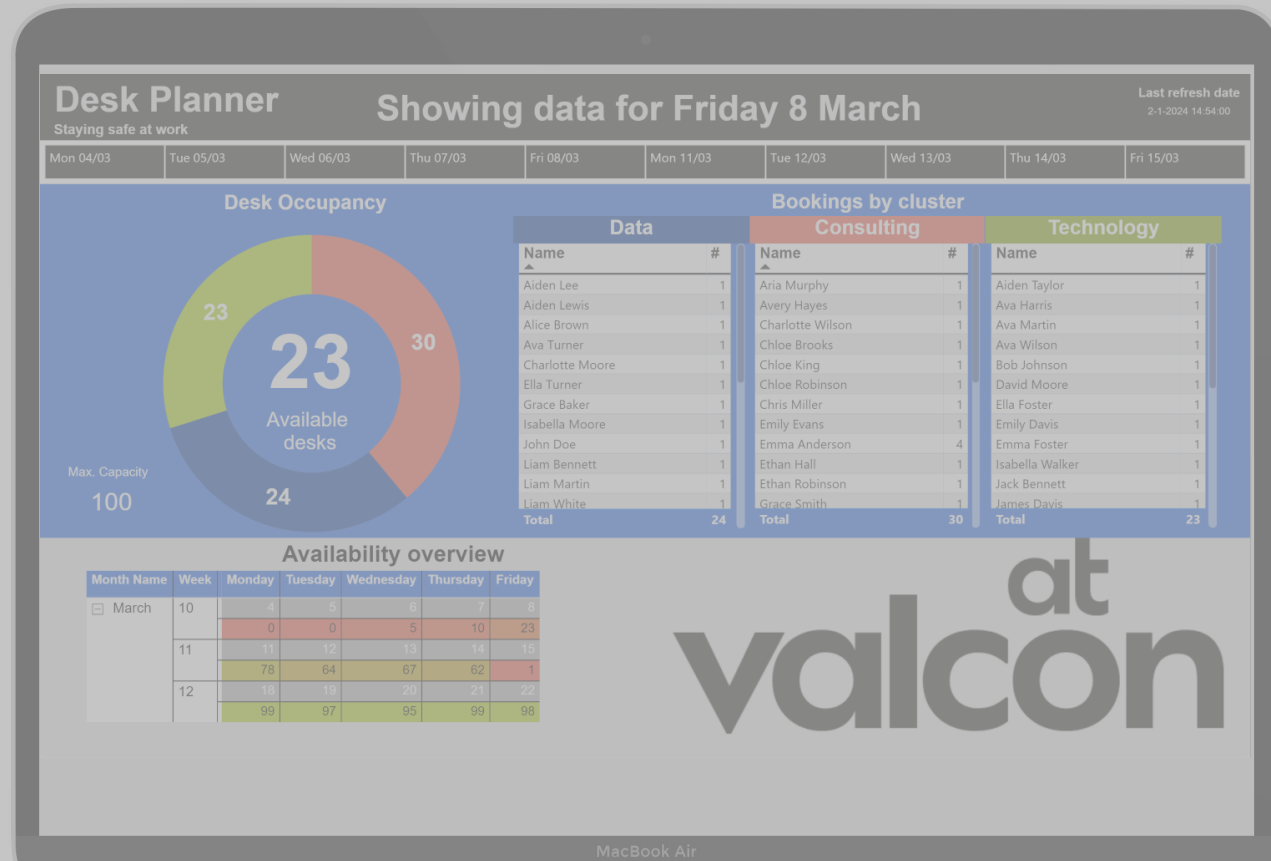 Desk Planner
Staying safe at work
Showing data for Friday 8 March
Last refresh date
2-1-2024 14:54:00
Mon 04/03 Tue 05/03 Wed 06/03 Thu 07/03 Fri 08/03 Mon 11/03 Tue 12/03 Wed 13/03 Thu 14/03 Fri 15/03
Desk Occupancy
23
30
24
23
Available
desks
Max. Capacity
100
Bookings by cluster
Data
Name #
Aiden Lee 1
Aiden Lewis 1
Alice Brown 1
Ava Turner 1
Charlotte Moore 1
Ella Turner 1
Grace Baker 1
Isabella Moore 1
John Doe 1
Liam Bennett 1
Liam Martin 1
Liam White 1
Total 24
Consulting
Name #
Aria Murphy 1
Avery Hayes 1
Charlotte Wilson 1
Chloe Brooks 1
Chloe King 1
Chloe Robinson 1
Chris Miller 1
Emily Evans 1
Emma Anderson 4
Ethan Hall 1
Ethan Robinson 1
Grace Smith 1
Total 30
Technology
Name #
Aiden Taylor 1
Ava Harris 1
Ava Martin 1
Ava Wilson 1
Bob Johnson 1
David Moore 1
Ella Foster 1
Emily Davis 1
Emma Foster 1
Isabella Walker 1
Jack Bennett 1
James Davis 1
Total 23
Availability overview
Month Name Week Monday Tuesday Wednesday Thursday Friday
March 10 4 5 6 7 8
0 0 5 10 23
11 11 12 13 14 15
78 64 67 62 1
12 18 19 20 21 22
99 97 95 99 98
at
valcon
MacBook Air